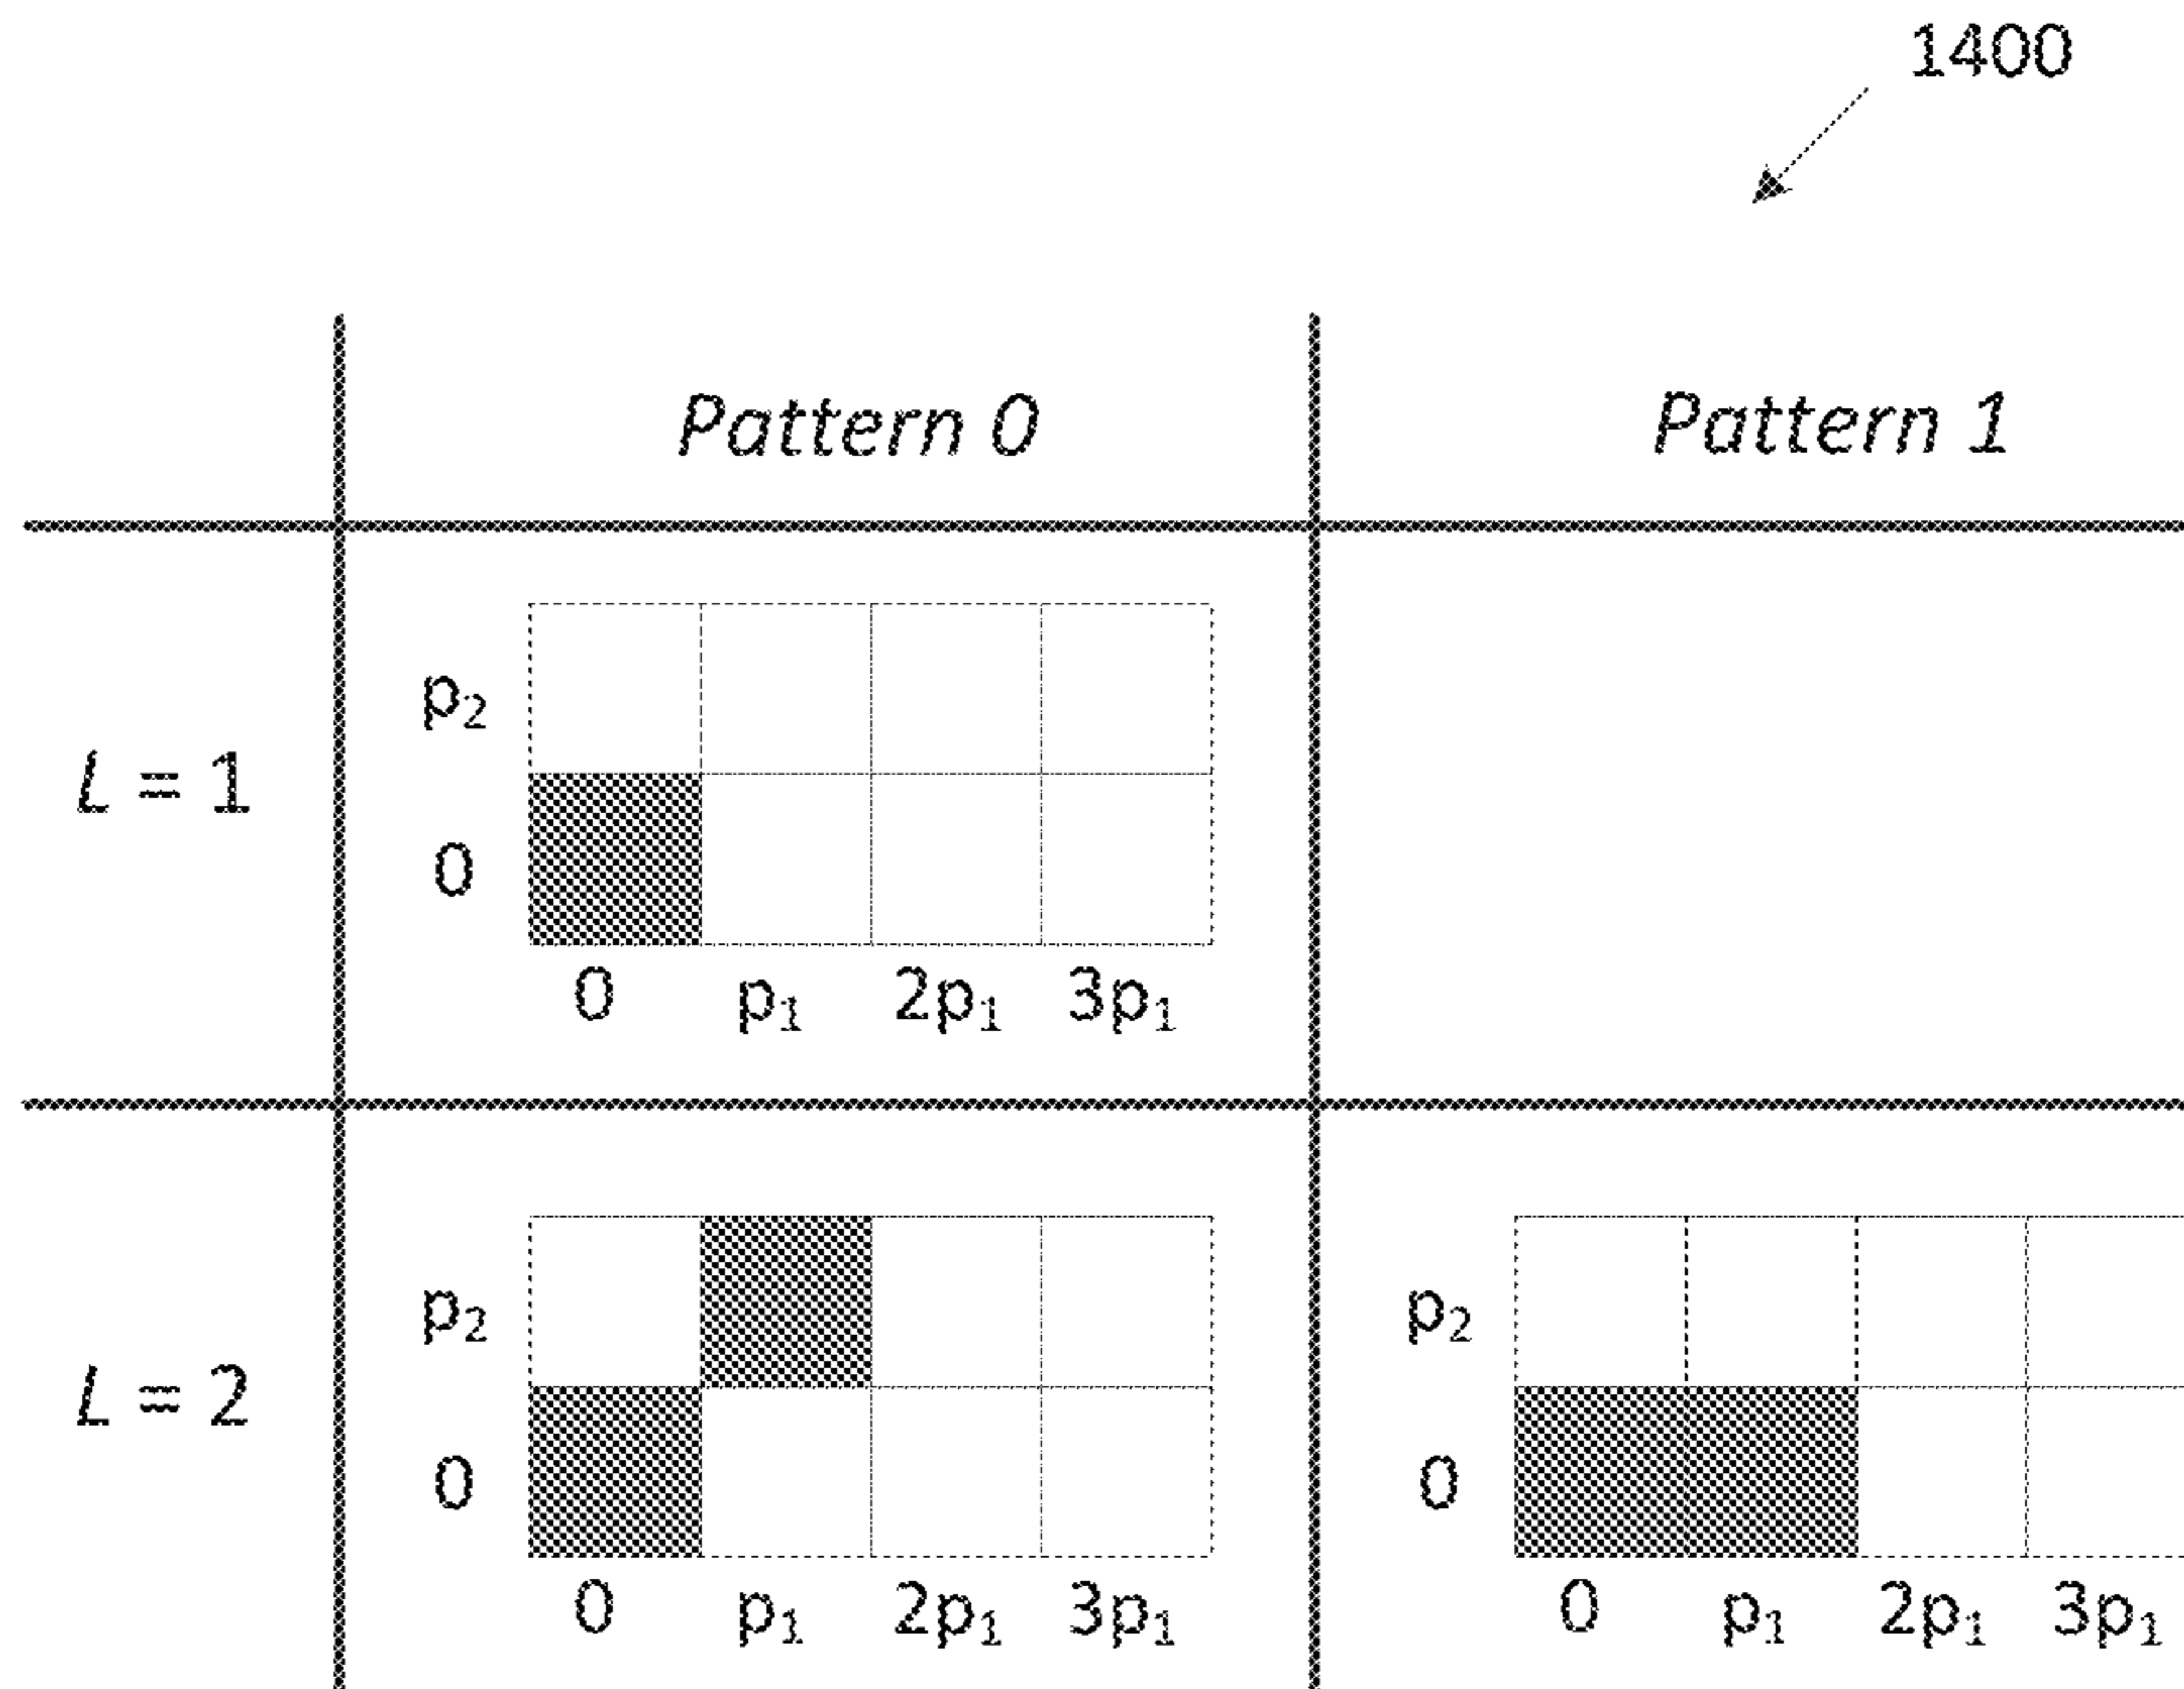 1400
Pattern 0 Pattern 1
L = 1
p₂
0
0 p₁ 2p₁ 3p₁
L = 2
p₂ p₂
0 0
0 p₁ 2p₁ 3p₁ 0 p₁ 2p₁ 3p₁